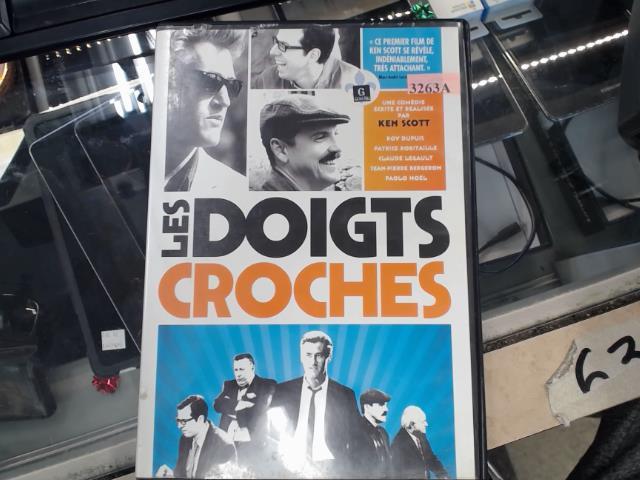 « CE PREMIER FILM DE
KEN SCOTT SE RÉVÈLE,
INDÉNIABLEMENT,
TRÈS ATTACHANT. »
G
3263A
UNE COMÉDIE
ÉCRITE ET RÉALISÉE
PAR
KEN SCOTT
ROY DUPUIS
PATRICE ROBITAILLE
CLAUDE LEGAULT
JEAN-PIERRE BERGERON
PAOLO NOËL
LES DOIGTS
CROCHES